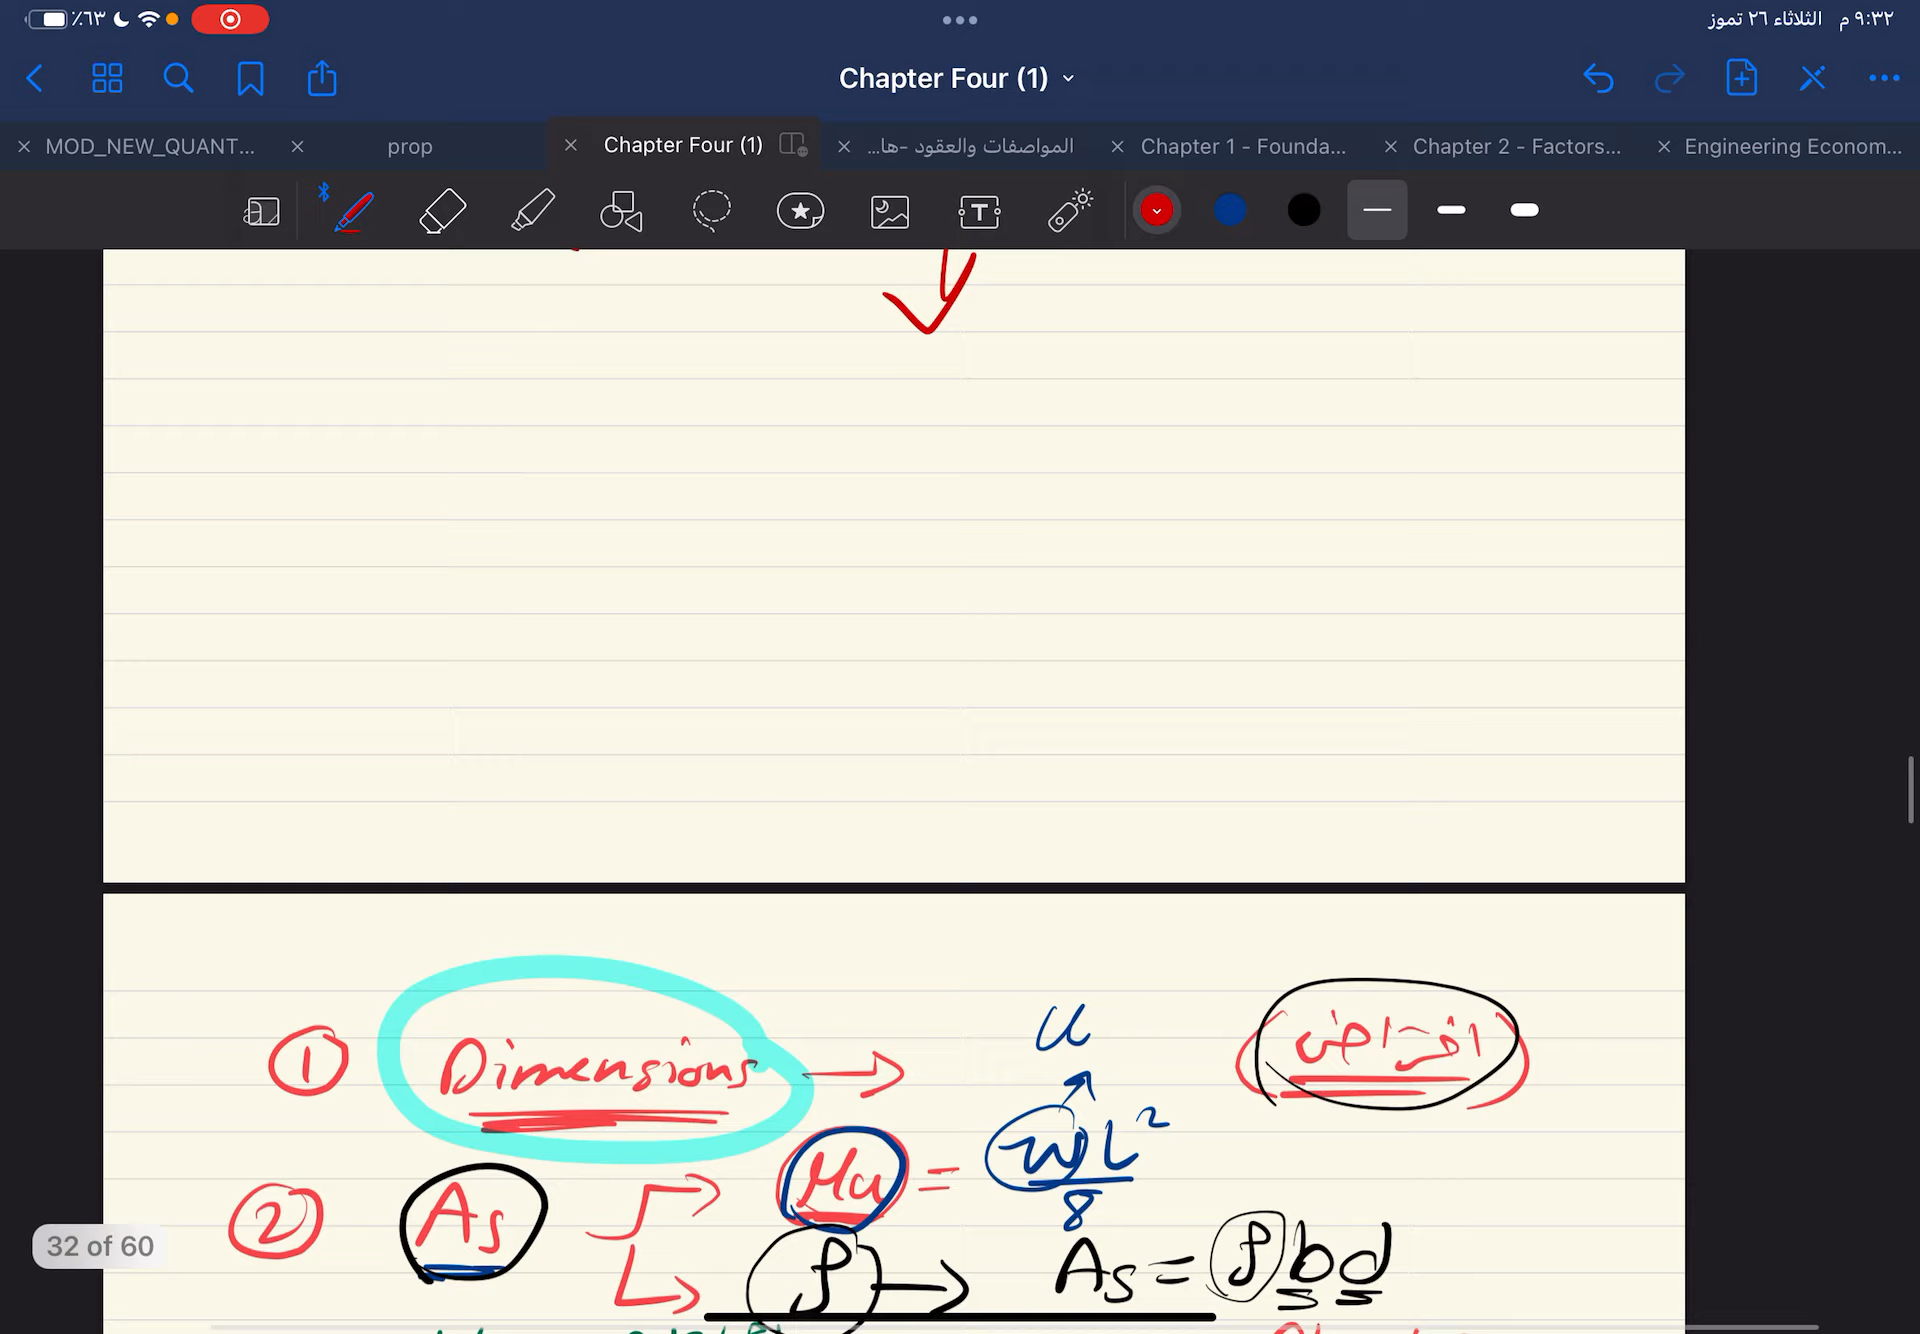 ٪٦٣
٩:٣٢ م الثلاثاء ٢٦ تموز
Chapter Four (1)
MOD_NEW_QUANT...
prop
Chapter Four (1)
المواصفات والعقود -ها...
Chapter 1 - Founda...
Chapter 2 - Factors...
Engineering Econom...
T
u
① Dimensions → (افتراض)
② As → Mu = wL² / 8
ρ → As = ρbd
32 of 60